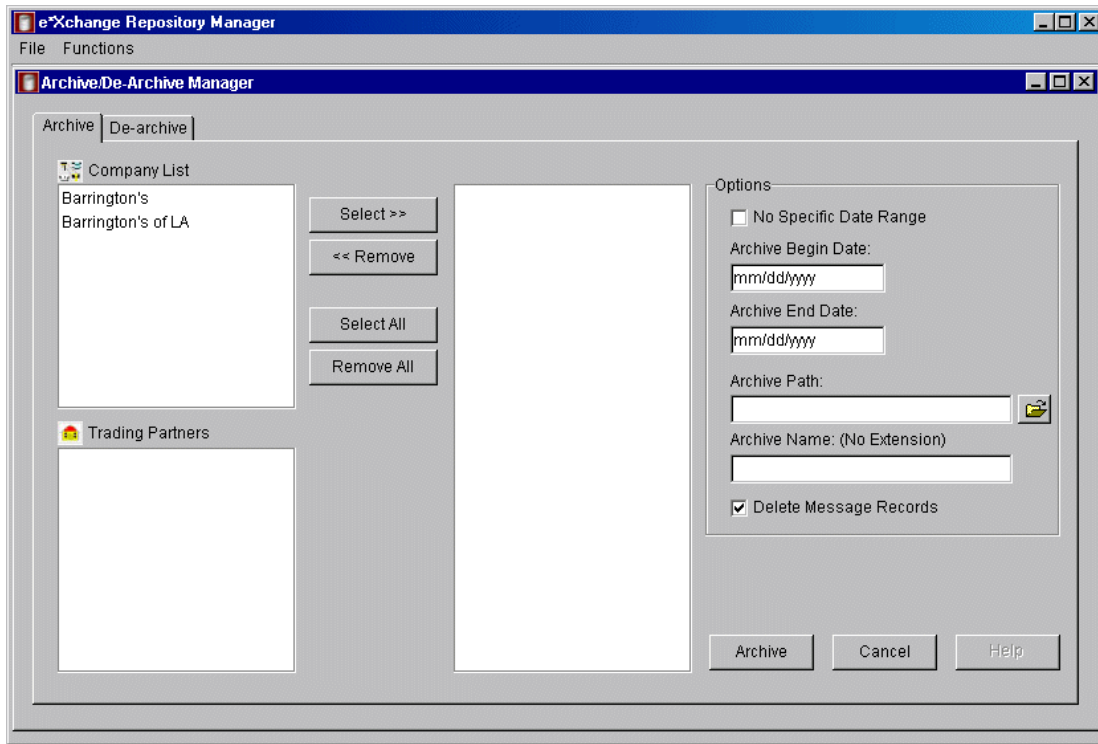 e*Xchange Repository Manager
File Functions
Archive/De-Archive Manager
Archive De-archive
Company List
Barrington's
Barrington's of LA
Select >>
<< Remove
Select All
Remove All
Trading Partners
Options
No Specific Date Range
Archive Begin Date:
mm/dd/yyyy
Archive End Date:
mm/dd/yyyy
Archive Path:
Archive Name: (No Extension)
Delete Message Records
Archive Cancel Help